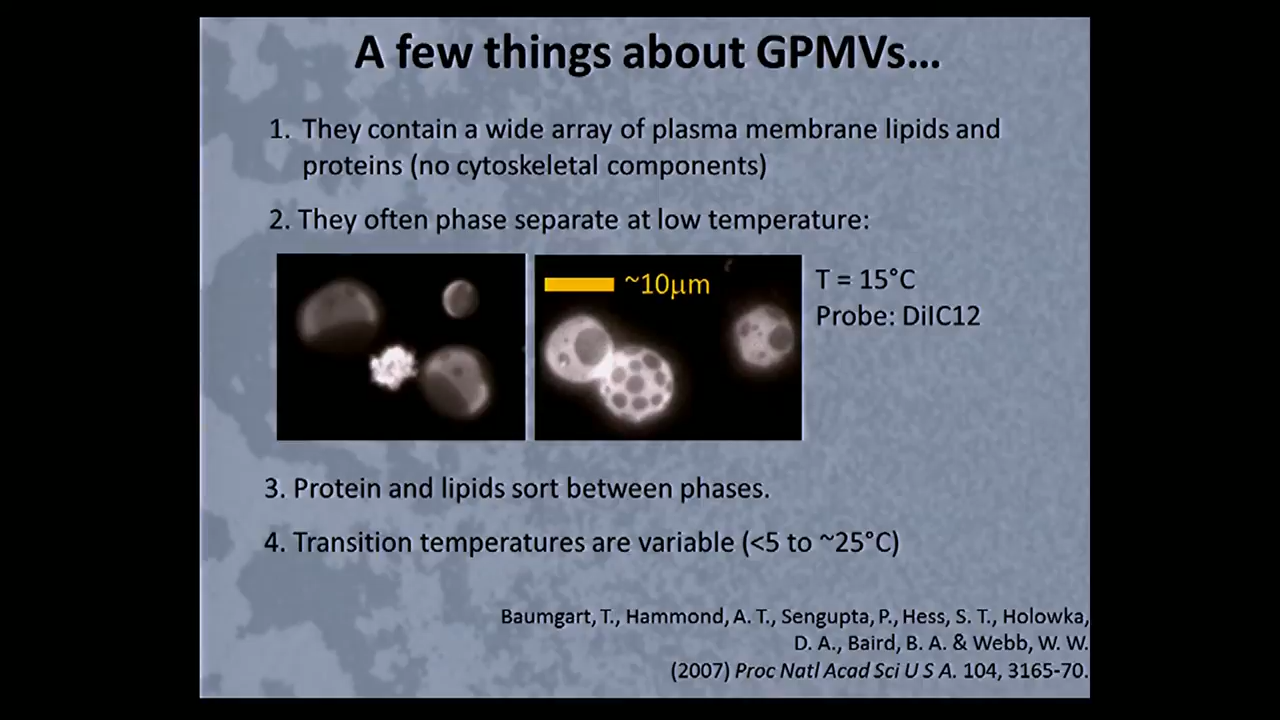 A few things about GPMVs...
1. They contain a wide array of plasma membrane lipids and
proteins (no cytoskeletal components)
2. They often phase separate at low temperature:
~10μm
T = 15°C
Probe: DiIC12
3. Protein and lipids sort between phases.
4. Transition temperatures are variable (<5 to ~25°C)
Baumgart, T., Hammond, A. T., Sengupta, P., Hess, S. T., Holowka,
D. A., Baird, B. A. & Webb, W. W.
(2007) Proc Natl Acad Sci U S A. 104, 3165-70.